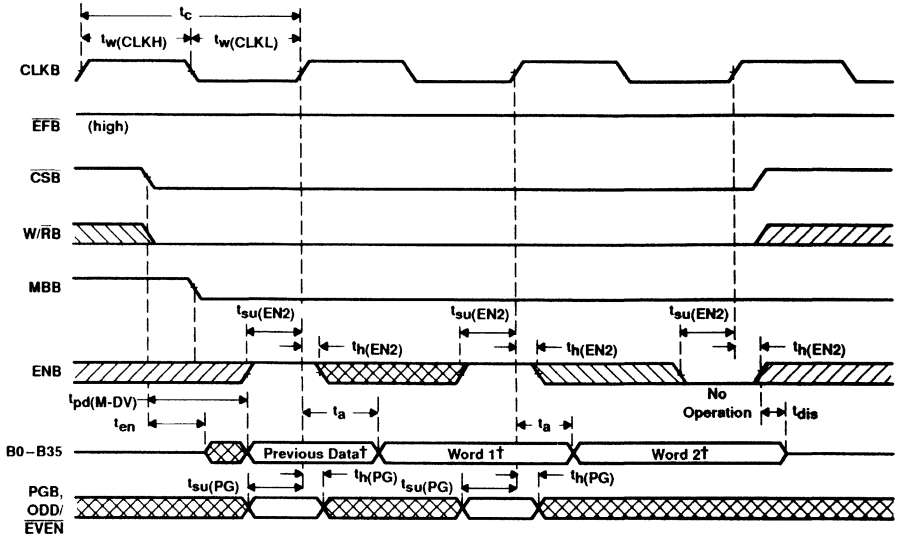 tc
tw(CLKH)
tw(CLKL)
CLKB
EFB
(high)
CSB
W/RB
MBB
tsu(EN2)
tsu(EN2)
tsu(EN2)
th(EN2)
th(EN2)
th(EN2)
ENB
No
Operation
tpd(M-DV)
ten
ta
ta
tdis
B0–B35
Previous Data†
Word 1†
Word 2†
tsu(PG)
th(PG)
tsu(PG)
th(PG)
PGB,
ODD/
EVEN